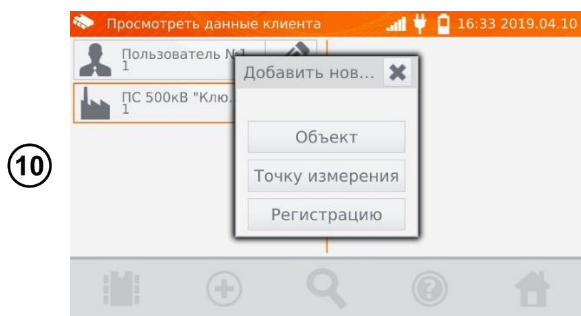 Просмотреть данные клиента 16:33 2019.04.10
Пользователь №1
1
ПС 500кВ "Клю.
1
Добавить нов...
Объект
Точку измерения
Регистрацию
10